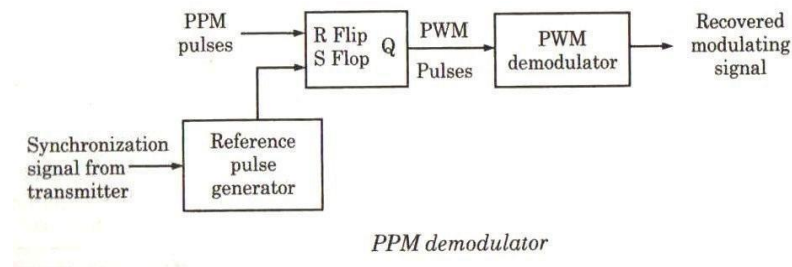 PPM
pulses
R Flip
S Flop
Q
PWM
Pulses
PWM
demodulator
Recovered
modulating
signal
Synchronization
signal from
transmitter
Reference
pulse
generator
PPM demodulator